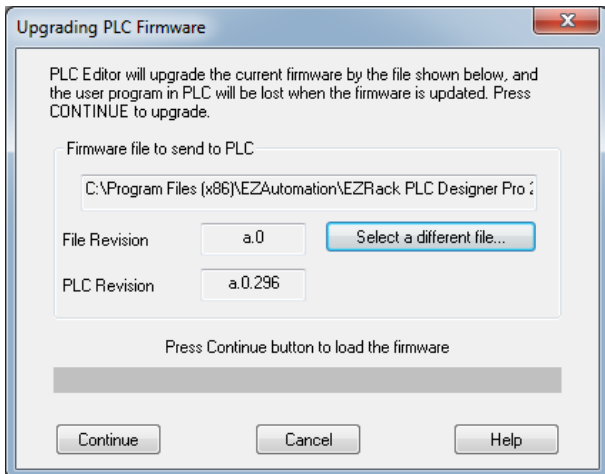 Upgrading PLC Firmware
PLC Editor will upgrade the current firmware by the file shown below, and
the user program in PLC will be lost when the firmware is updated. Press
CONTINUE to upgrade.
Firmware file to send to PLC
C:\Program Files (x86)\EZAutomation\EZRack PLC Designer Pro
File Revision a.0 Select a different file...
PLC Revision a.0.296
Press Continue button to load the firmware
Continue Cancel Help